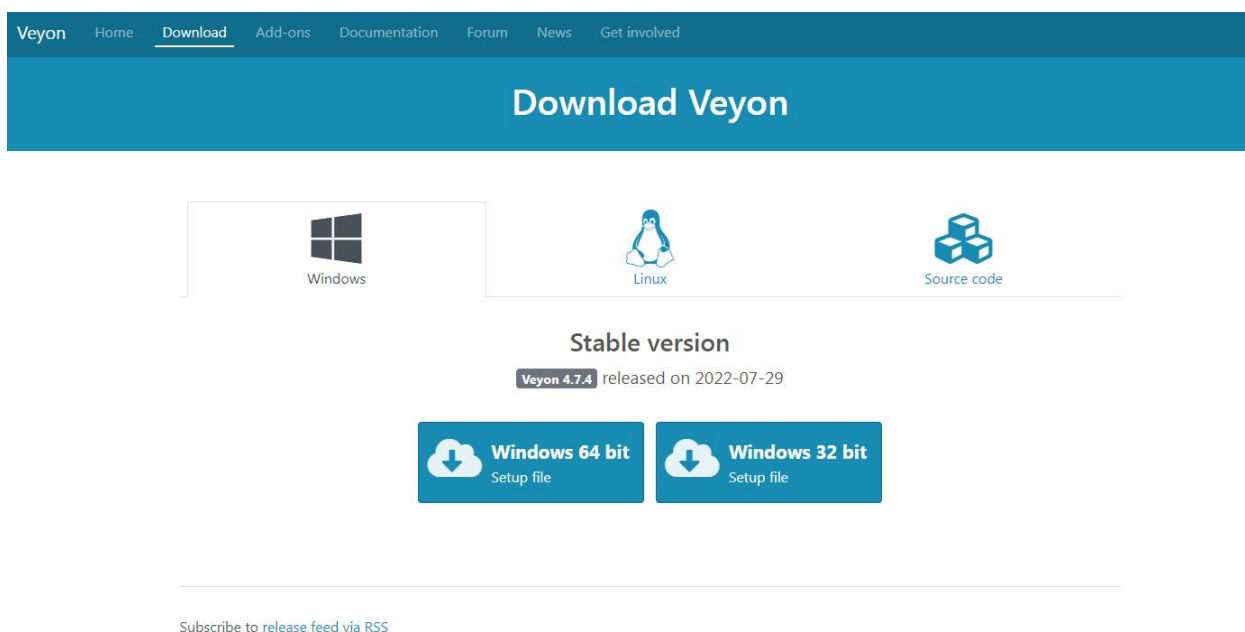 Veyon Home Download Add-ons Documentation Forum News Get involved
Download Veyon
Windows
Linux
Source code
Stable version
Veyon 4.7.4 released on 2022-07-29
Windows 64 bit
Setup file
Windows 32 bit
Setup file
Subscribe to release feed via RSS